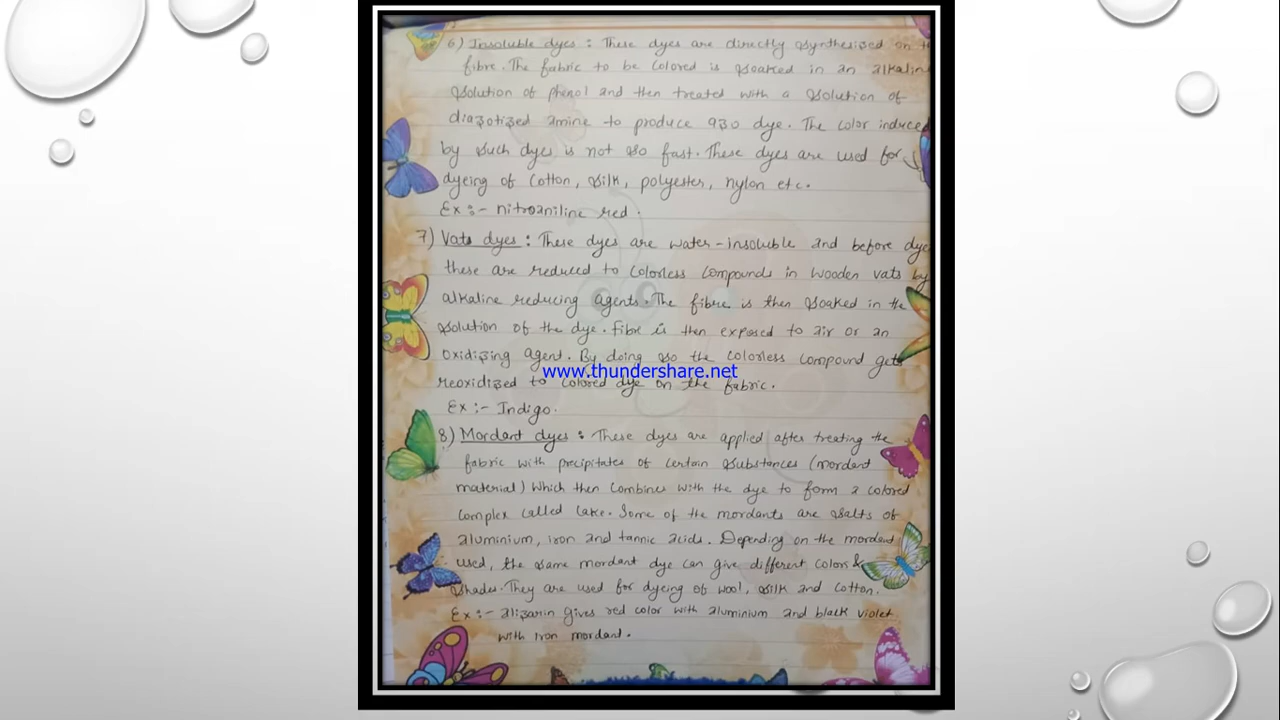 6) Insoluble dyes : These dyes are directly synthesized on
fibre. The fabric to be colored is soaked in an alkaline
solution of phenol and then treated with a solution of
diazotized amine to produce azo dye. The color induced
by such dyes is not so fast. These dyes are used for
dyeing of Cotton, silk, polyester, nylon etc.
Ex :- nitroaniline red.
7) Vats dyes : These dyes are water-insoluble and before dye
these are reduced to colorless compounds in wooden vats by
alkaline reducing agents. The fibre is then soaked in the
solution of the dye. Fibre is then exposed to air or an
oxidizing agent. By doing so the colorless compound gets
www.thundershare.net
reoxidized to colored dye on the fabric.
Ex :- Indigo.
8) Mordant dyes : These dyes are applied after treating the
fabric with precipitates of certain substances (mordant
material) which then combines with the dye to form a colored
complex called lake. Some of the mordants are salts of
aluminium, iron and tannic acids. Depending on the mordant
used, the same mordant dye can give different colors &
shades. They are used for dyeing of wool, silk and cotton.
Ex :- alizarin gives red color with aluminium and black violet
with iron mordant.